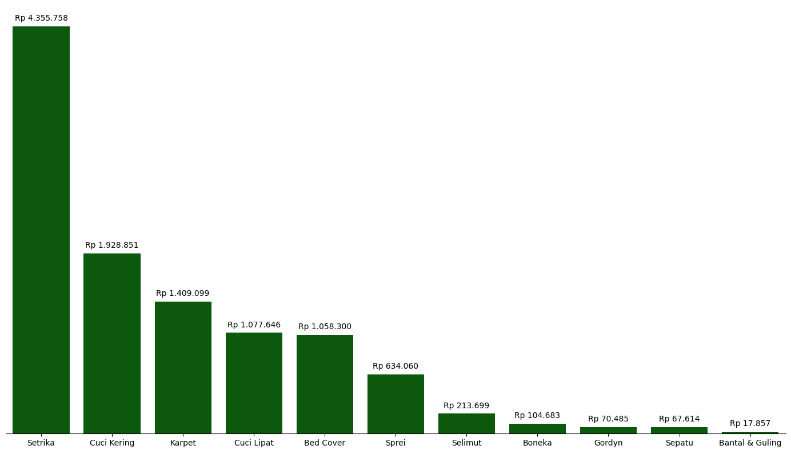 Rp 4.355.758
Rp 1.928.851
Rp 1.409.099
Rp 1.077.646
Rp 1.058.300
Rp 634.060
Rp 213.699
Rp 104.683
Rp 70.485
Rp 67.614
Rp 17.857
Setrika
Cuci Kering
Karpet
Cuci Lipat
Bed Cover
Sprei
Selimut
Boneka
Gordyn
Sepatu
Bantal & Guling